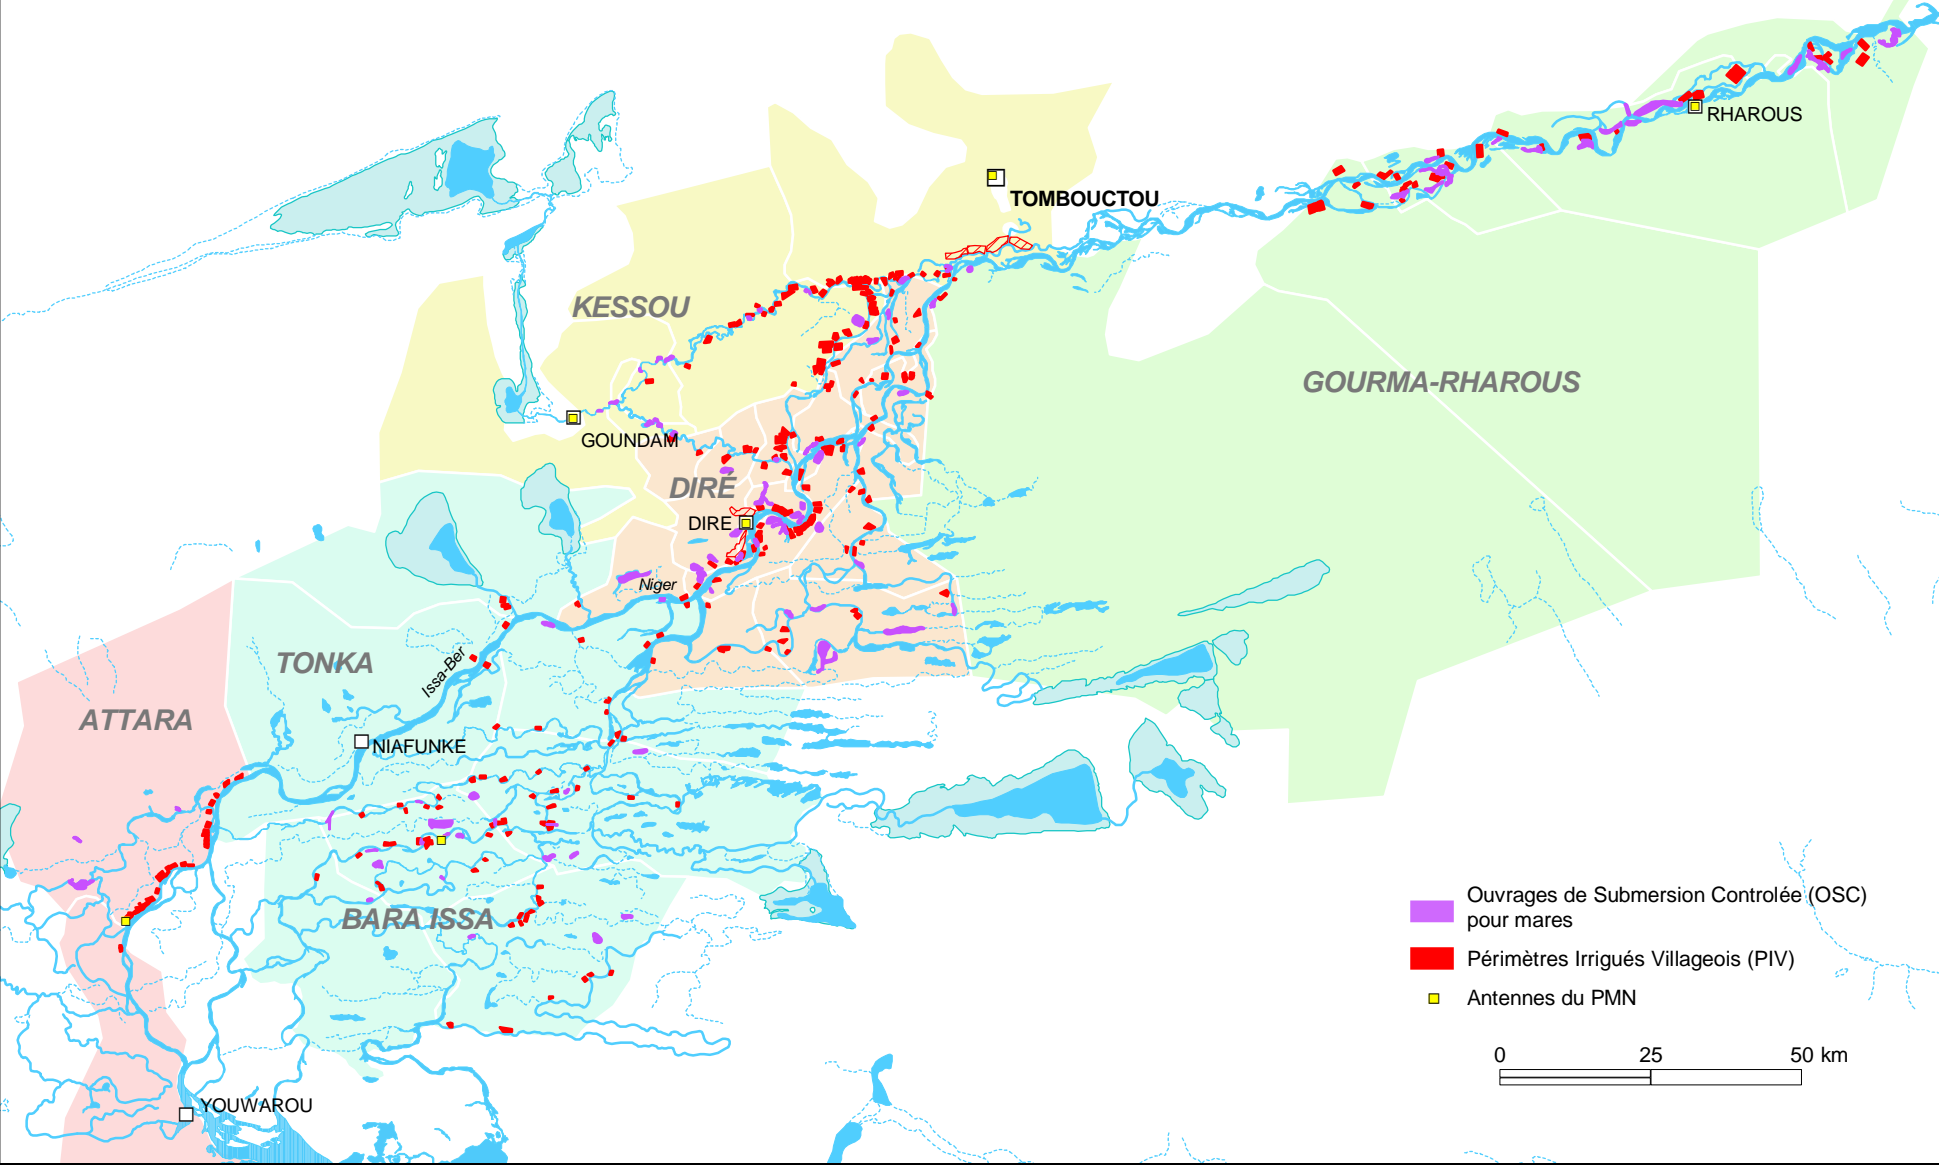 RHAROUS
TOMBOUCTOU
KESSOU
GOURMA-RHAROUS
GOUNDAM
DIRÉ
DIRE
Niger
Issa-Ber
TONKA
ATTARA
NIAFUNKE
BARA ISSA
YOUWAROU
Ouvrages de Submersion Controlée (OSC)
pour mares
Périmètres Irrigués Villageois (PIV)
Antennes du PMN
0 25 50 km